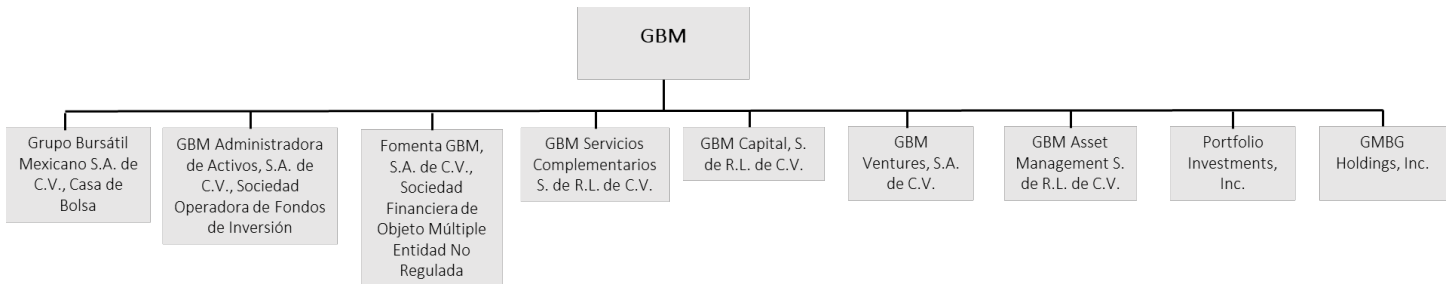 GBM
Grupo Bursátil
Mexicano S.A. de
C.V., Casa de
Bolsa
GBM Administradora
de Activos, S.A. de
C.V., Sociedad
Operadora de Fondos
de Inversión
Fomenta GBM,
S.A. de C.V.,
Sociedad
Financiera de
Objeto Múltiple
Entidad No
Regulada
GBM Servicios
Complementarios
S. de R.L. de C.V.
GBM Capital, S.
de R.L. de C.V.
GBM
Ventures, S.A.
de C.V.
GBM Asset
Management S.
de R.L. de C.V.
Portfolio
Investments,
Inc.
GMBG
Holdings, Inc.